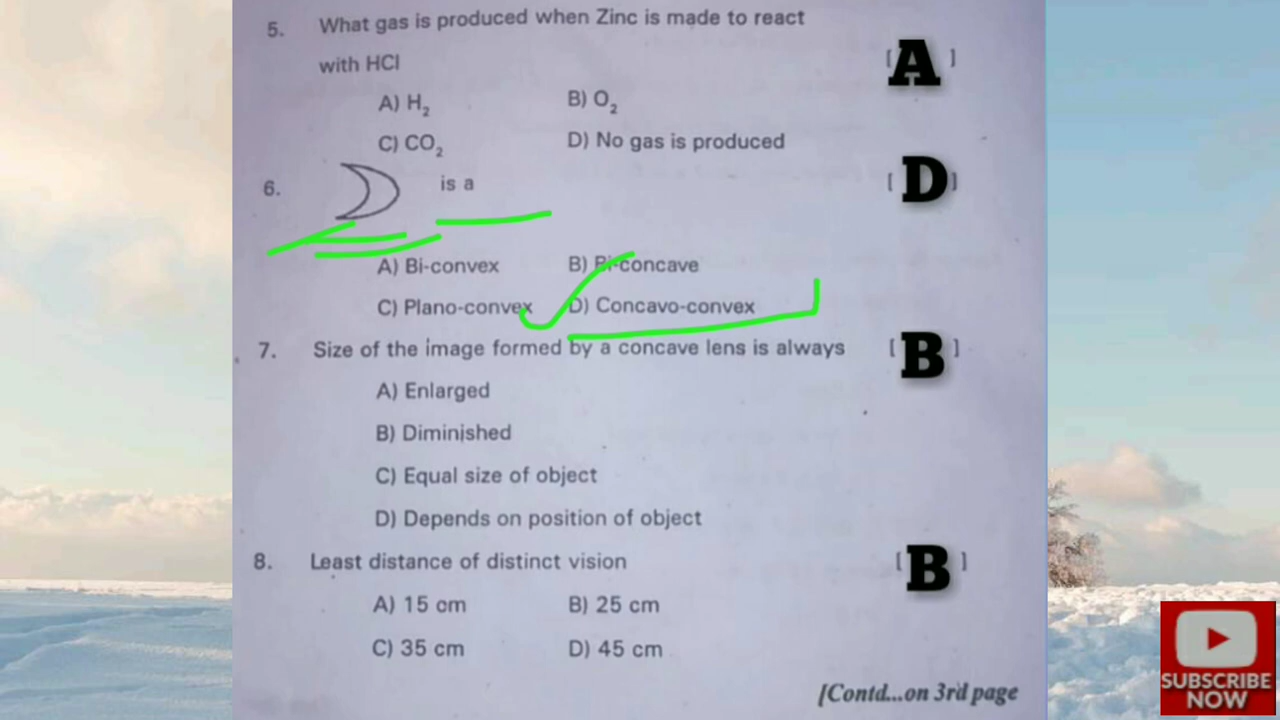 5. What gas is produced when Zinc is made to react
with HCl [A]
A) H₂ B) O₂
C) CO₂ D) No gas is produced
6. is a [D]
A) Bi-convex B) Bi-concave
C) Plano-convex D) Concavo-convex
7. Size of the image formed by a concave lens is always [B]
A) Enlarged
B) Diminished
C) Equal size of object
D) Depends on position of object
8. Least distance of distinct vision [B]
A) 15 cm B) 25 cm
C) 35 cm D) 45 cm
[Contd...on 3rd page
SUBSCRIBE
NOW